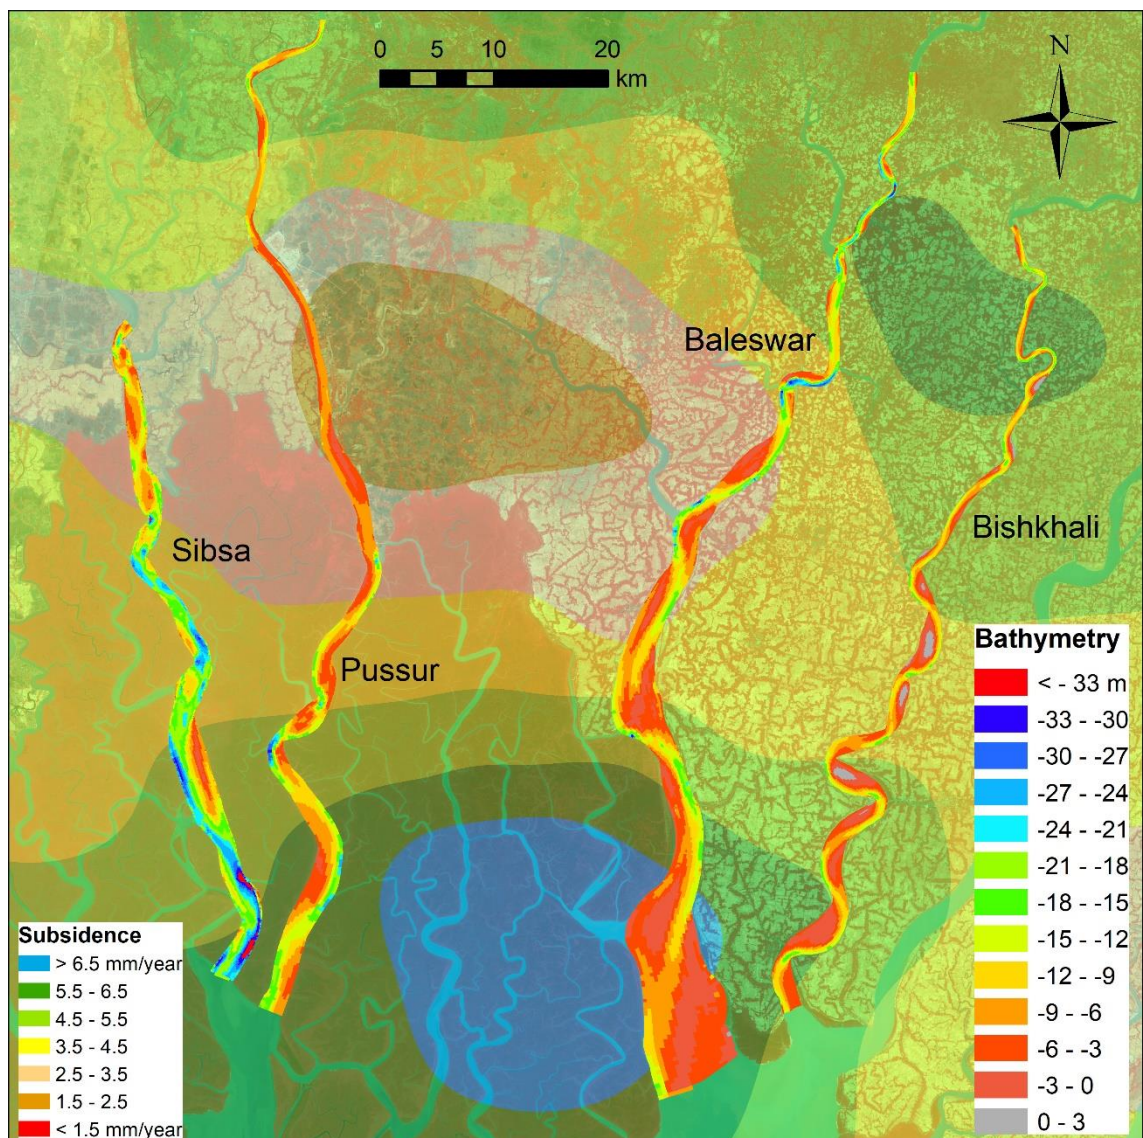 0 5 10 20
km
N
Baleswar
Bishkhali
Sibsa
Pussur
Bathymetry
< - 33 m
-33 - -30
-30 - -27
-27 - -24
-24 - -21
-21 - -18
-18 - -15
-15 - -12
-12 - -9
-9 - -6
-6 - -3
-3 - 0
0 - 3
Subsidence
> 6.5 mm/year
5.5 - 6.5
4.5 - 5.5
3.5 - 4.5
2.5 - 3.5
1.5 - 2.5
< 1.5 mm/year